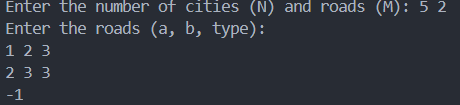 Enter the number of cities (N) and roads (M): 5 2
Enter the roads (a, b, type):
1 2 3
2 3 3
-1